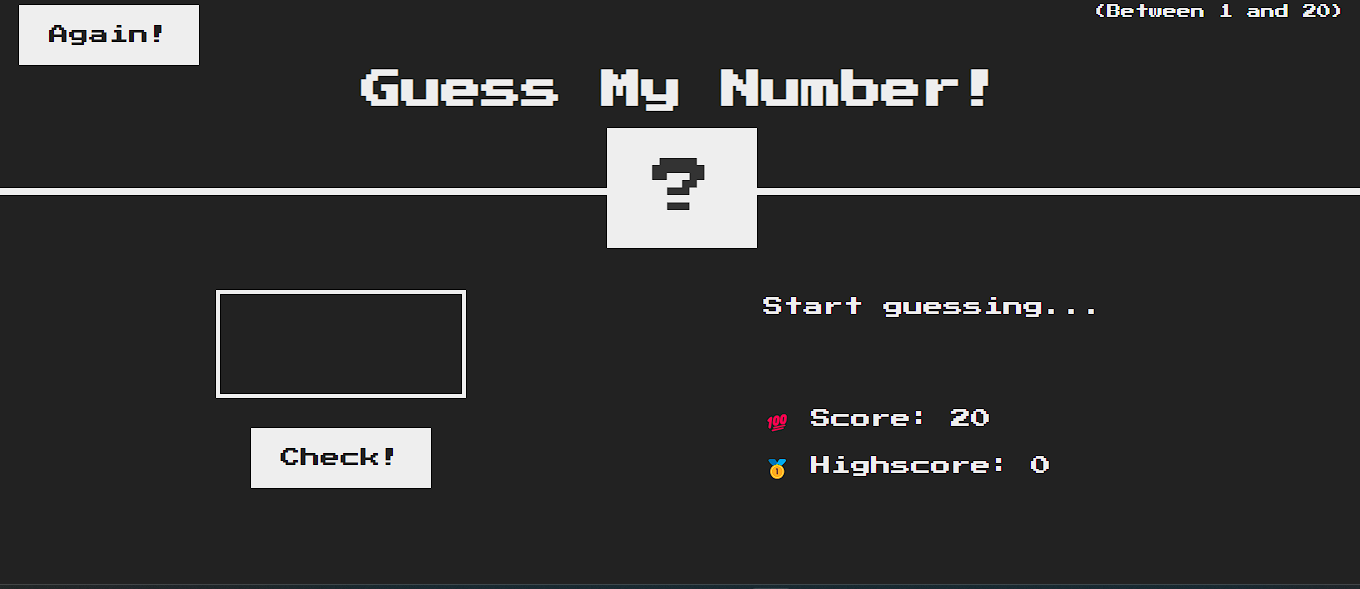 Again!
(Between 1 and 20)
Guess My Number!
?
Start guessing...
Check!
💯 Score: 20
🥇 Highscore: 0